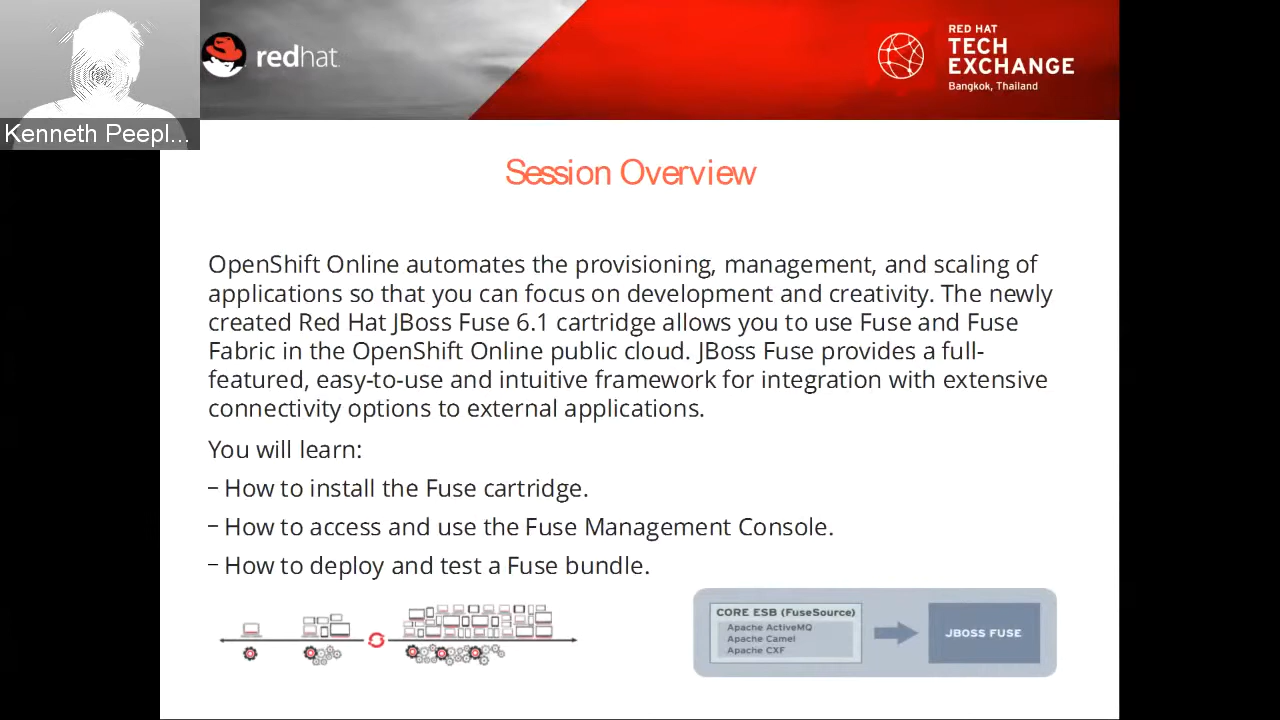 redhat.
RED HAT
TECH
EXCHANGE
Bangkok, Thailand
Kenneth Peepl...
Session Overview
OpenShift Online automates the provisioning, management, and scaling of
applications so that you can focus on development and creativity. The newly
created Red Hat JBoss Fuse 6.1 cartridge allows you to use Fuse and Fuse
Fabric in the OpenShift Online public cloud. JBoss Fuse provides a full-
featured, easy-to-use and intuitive framework for integration with extensive
connectivity options to external applications.
You will learn:
– How to install the Fuse cartridge.
– How to access and use the Fuse Management Console.
– How to deploy and test a Fuse bundle.
CORE ESB (FuseSource)
Apache ActiveMQ
Apache Camel
Apache CXF
JBOSS FUSE